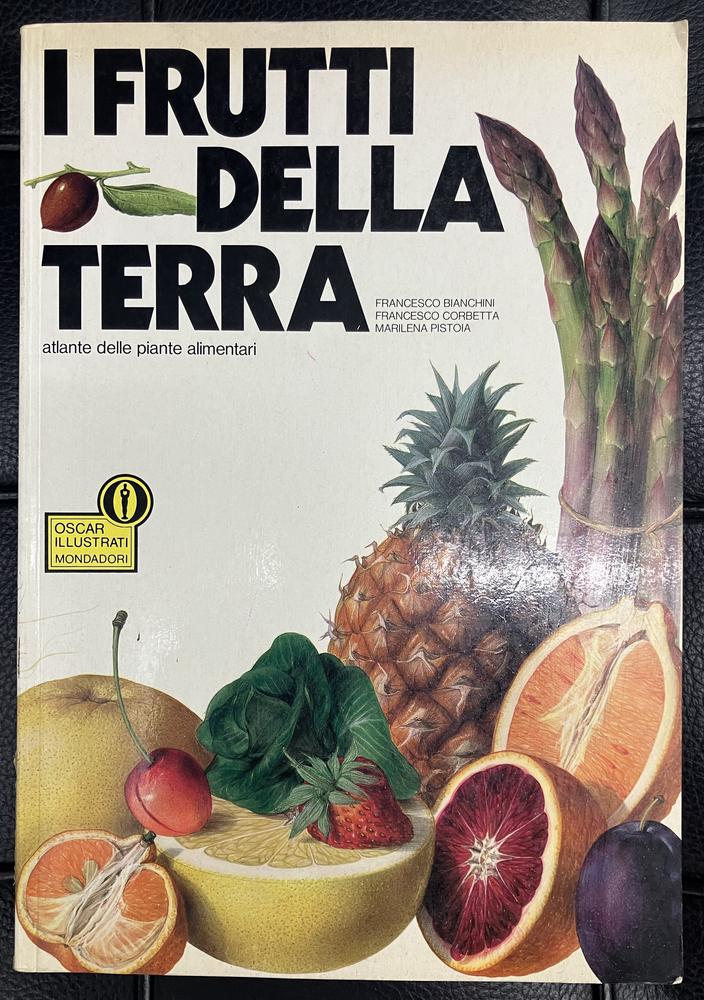 I FRUTTI
DELLA
TERRA
FRANCESCO BIANCHINI
FRANCESCO CORBETTA
MARILENA PISTOIA
atlante delle piante alimentari
OSCAR
ILLUSTRATI
MONDADORI